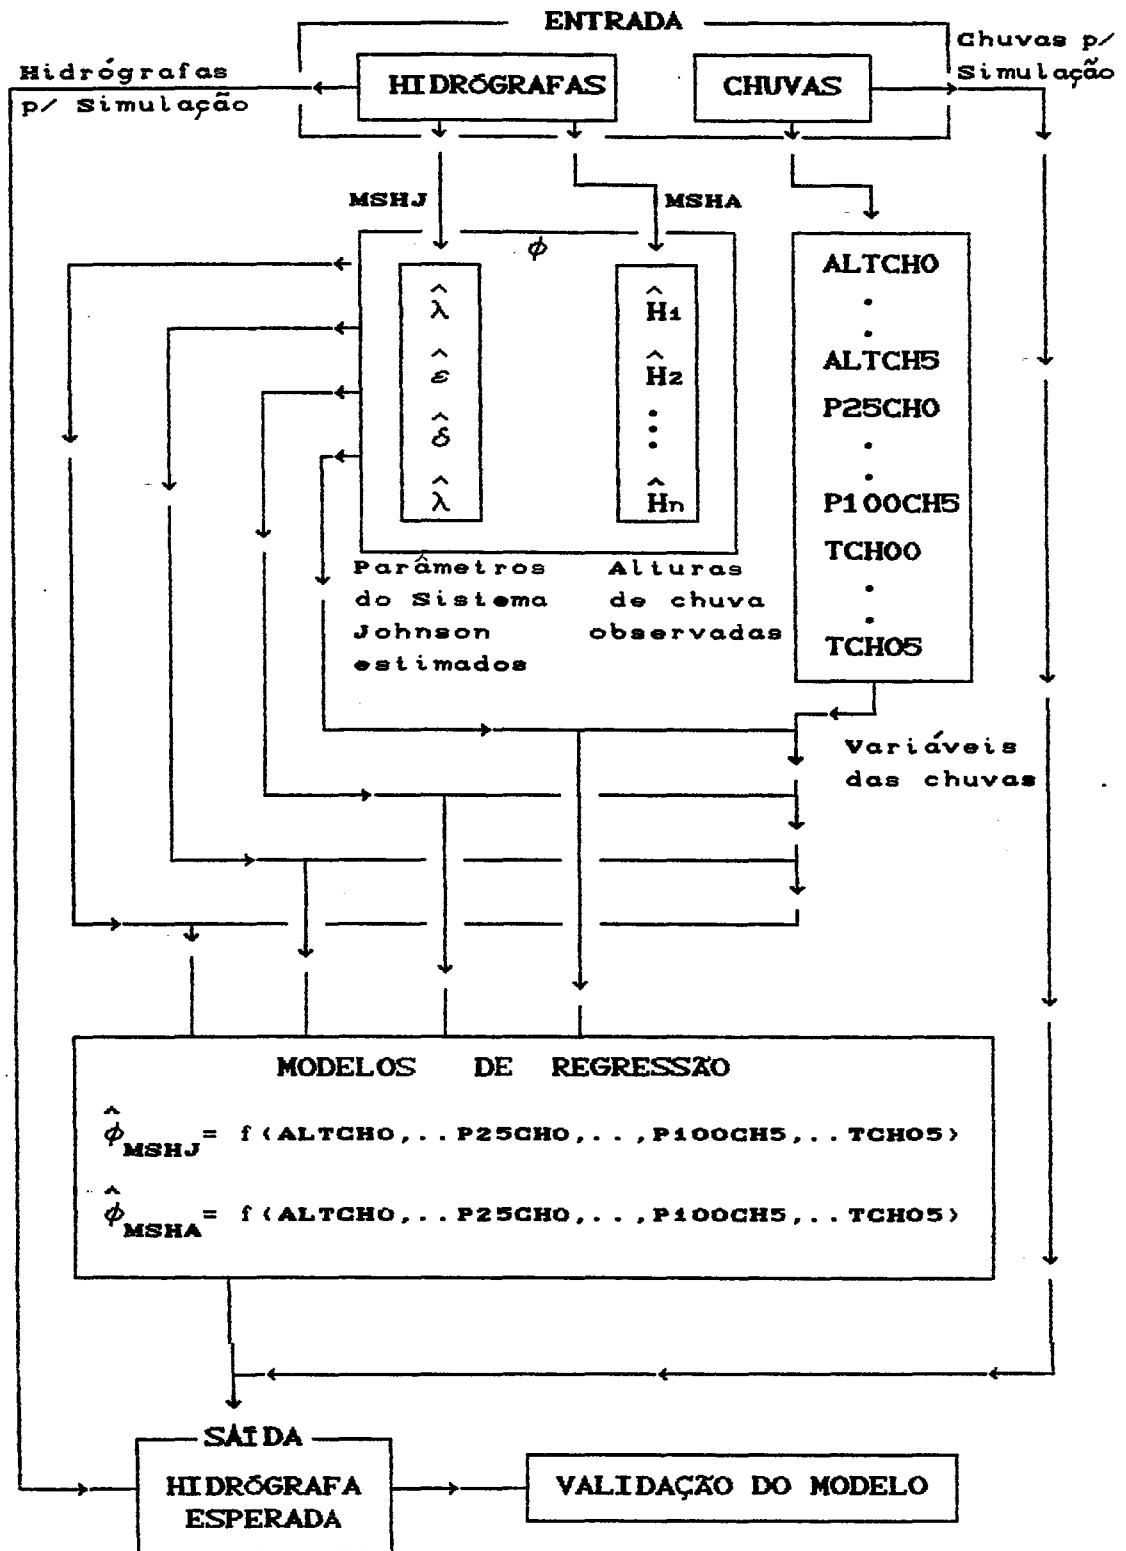 ENTRADA
Hidrógrafas
p/ Simulação
HIDRÓGRAFAS
CHUVAS
Chuvas p/
Simulação
MSHJ
MSHA
ϕ
λ̂
ε̂
δ̂
λ̂
Ĥ1
Ĥ2
⋮
Ĥn
Parâmetros
do Sistema
Johnson
estimados
Alturas
de chuva
observadas
ALTCH0
.
.
ALTCH5
P25CH0
.
.
P100CH5
TCH00
.
.
TCH05
Variáveis
das chuvas
MODELOS DE REGRESSÃO
ϕ̂MSHJ = f(ALTCH0,.. P25CH0,..,P100CH5,.. TCH05)
ϕ̂MSHA = f(ALTCH0,.. P25CH0,..,P100CH5,.. TCH05)
SAÍDA
HIDRÓGRAFA
ESPERADA
VALIDAÇÃO DO MODELO